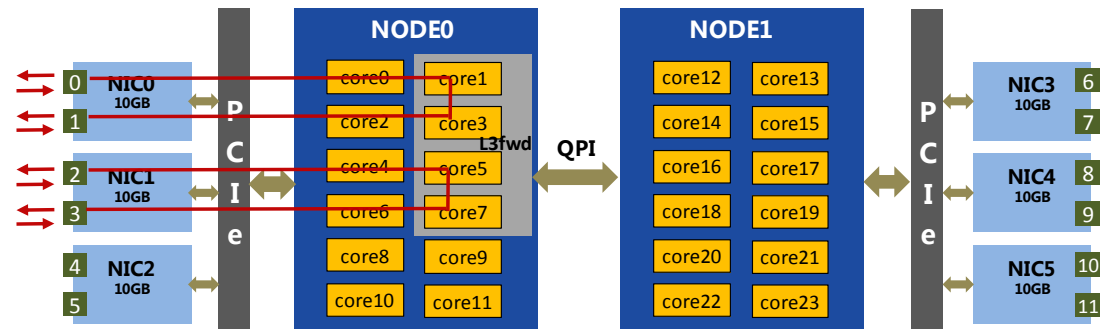 NODE0
NODE1
0
NIC0
10GB
1
2
NIC1
10GB
3
4
NIC2
10GB
5
P
C
I
e
core0
core1
core2
core3
L3fwd
core4
core5
core6
core7
core8
core9
core10
core11
QPI
core12
core13
core14
core15
core16
core17
core18
core19
core20
core21
core22
core23
P
C
I
e
NIC3
10GB
6
7
NIC4
10GB
8
9
NIC5
10GB
10
11